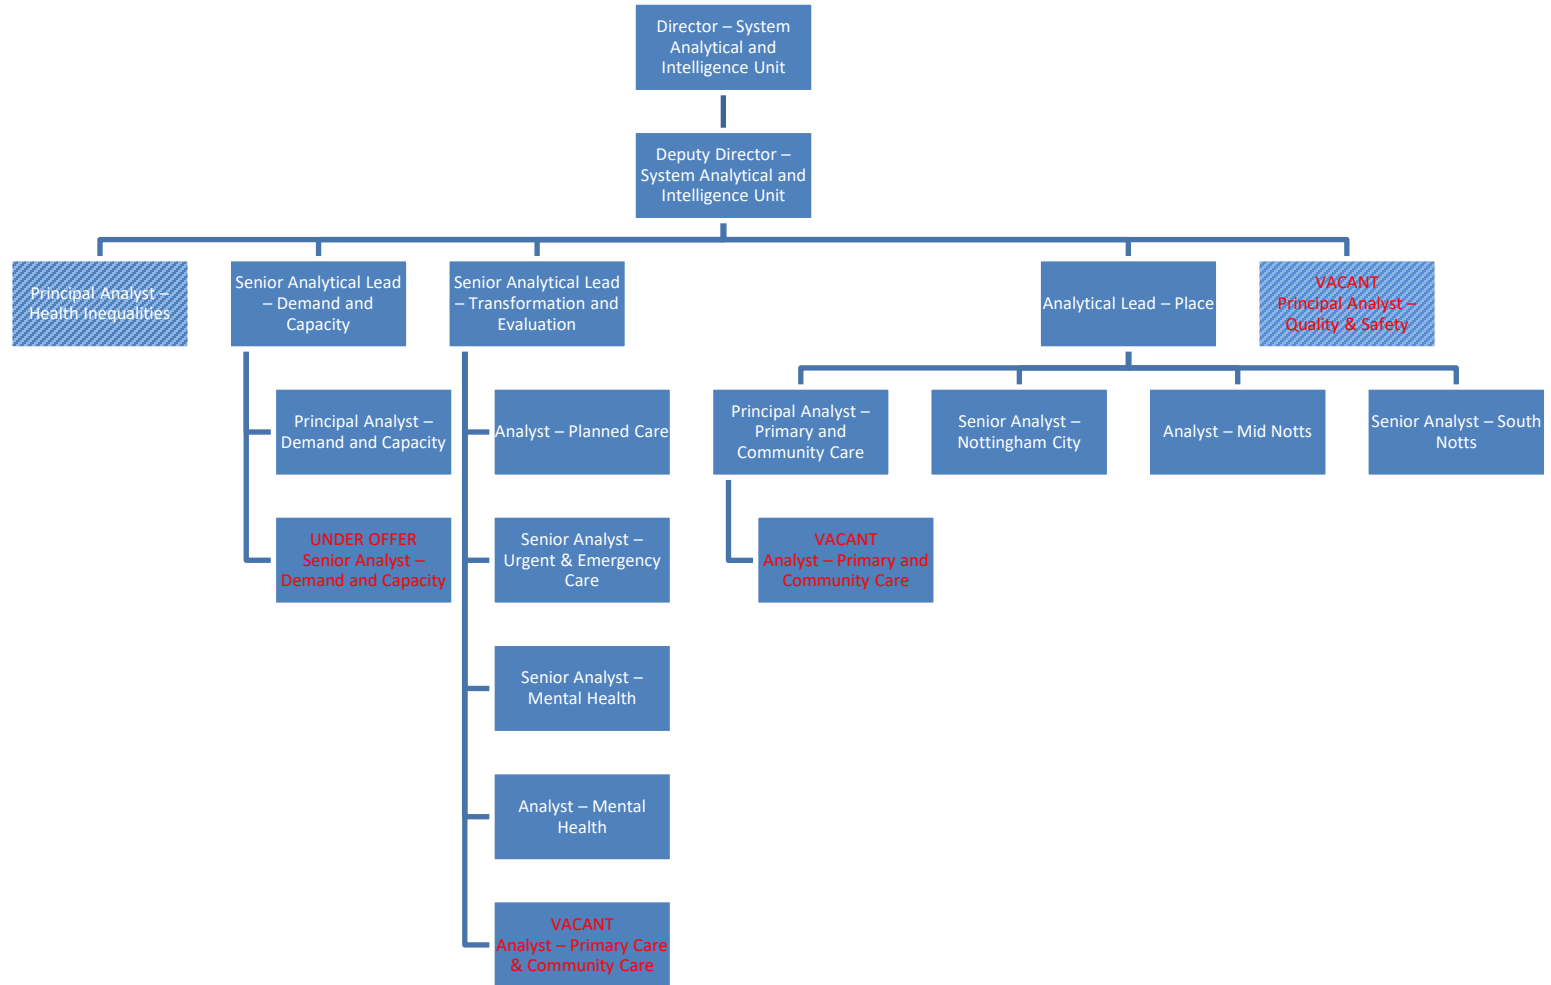 Director – System
Analytical and
Intelligence Unit
Deputy Director –
System Analytical and
Intelligence Unit
Principal Analyst –
Health Inequalities
Senior Analytical Lead
– Demand and
Capacity
Senior Analytical Lead
– Transformation and
Evaluation
Analytical Lead – Place
VACANT
Principal Analyst –
Quality & Safety
Principal Analyst –
Demand and Capacity
Analyst – Planned Care
Principal Analyst –
Primary and
Community Care
Senior Analyst –
Nottingham City
Analyst – Mid Notts
Senior Analyst – South
Notts
UNDER OFFER
Senior Analyst –
Demand and Capacity
Senior Analyst –
Urgent & Emergency
Care
VACANT
Analyst – Primary and
Community Care
Senior Analyst –
Mental Health
Analyst – Mental
Health
VACANT
Analyst – Primary Care
& Community Care